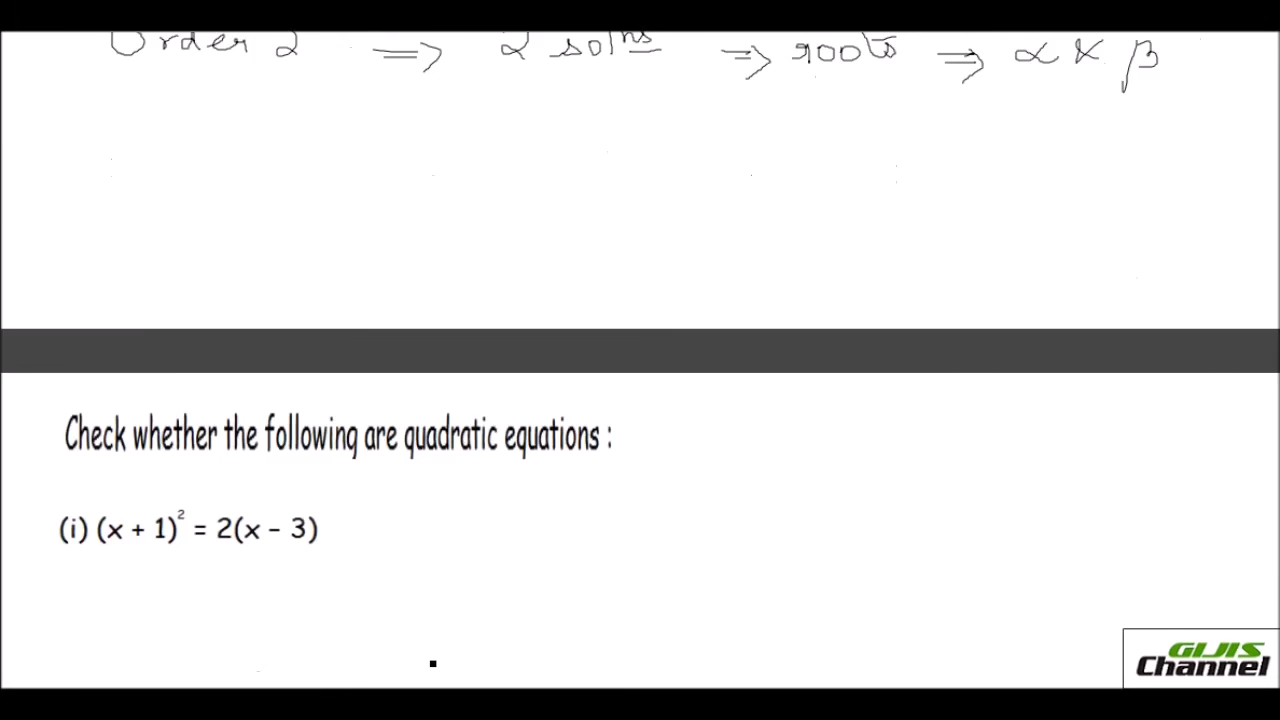 Order 2 ⇒ 2 solns ⇒ roots ⇒ α & β
Check whether the following are quadratic equations :
(i) (x + 1)² = 2(x – 3)
GIJIS
Channel